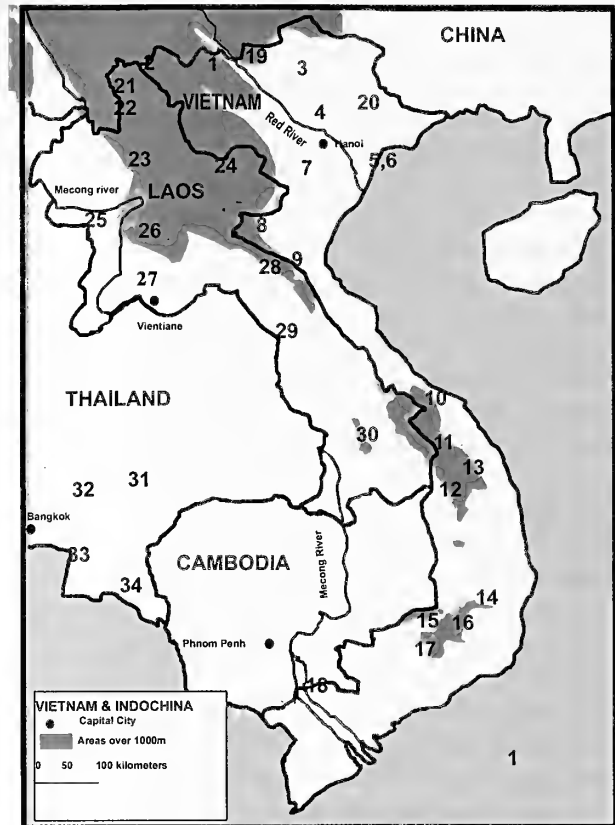 CHINA
2
1
19
3
21
VIETNAM
20
22
4
Red River
Hanoi
23
24
7
5,6
LAOS
Mecong river
25
26
8
28
9
27
Vientiane
29
THAILAND
10
30
11
13
31
32
12
Bangkok
33
CAMBODIA
Mecong River
34
14
15
16
Phnom Penh
17
18
VIETNAM & INDOCHINA
Capital City
Areas over 1000m
0 50 100 kilometers
1